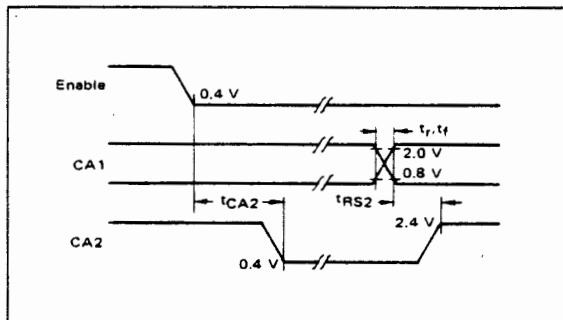 Enable
0.4 V
tr, tf
CA1
2.0 V
0.8 V
tCA2
tRS2
2.4 V
CA2
0.4 V